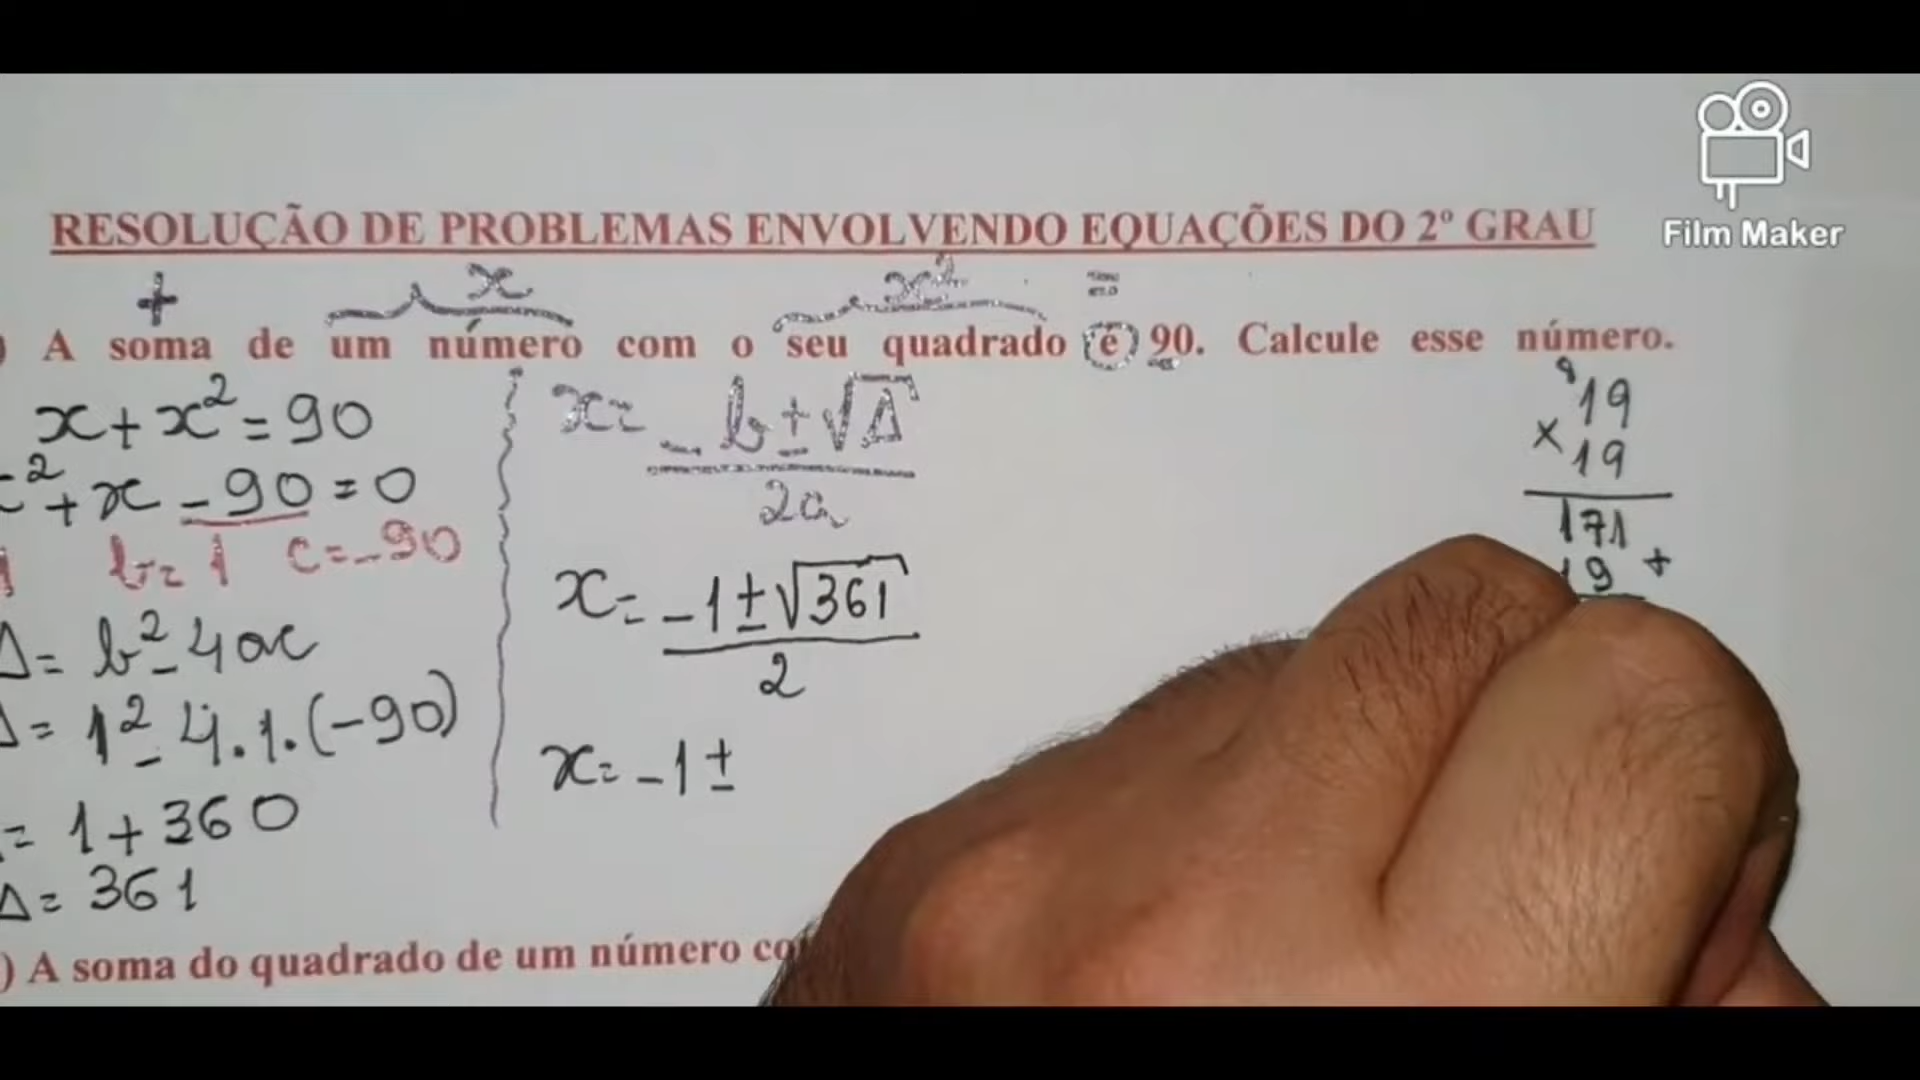 Film Maker
RESOLUÇÃO DE PROBLEMAS ENVOLVENDO EQUAÇÕES DO 2º GRAU
+ x x² =
) A soma de um número com o seu quadrado é 90. Calcule esse número.
x + x² = 90
x² + x - 90 = 0
1 b = 1 c = -90
Δ = b² - 4ac
Δ = 1² - 4.1.(-90)
= 1 + 360
Δ = 361
x = -b ± √Δ
2a
x = -1 ± √361
2
x = -1 ±
8
19
x 19
171
19 +
) A soma do quadrado de um número